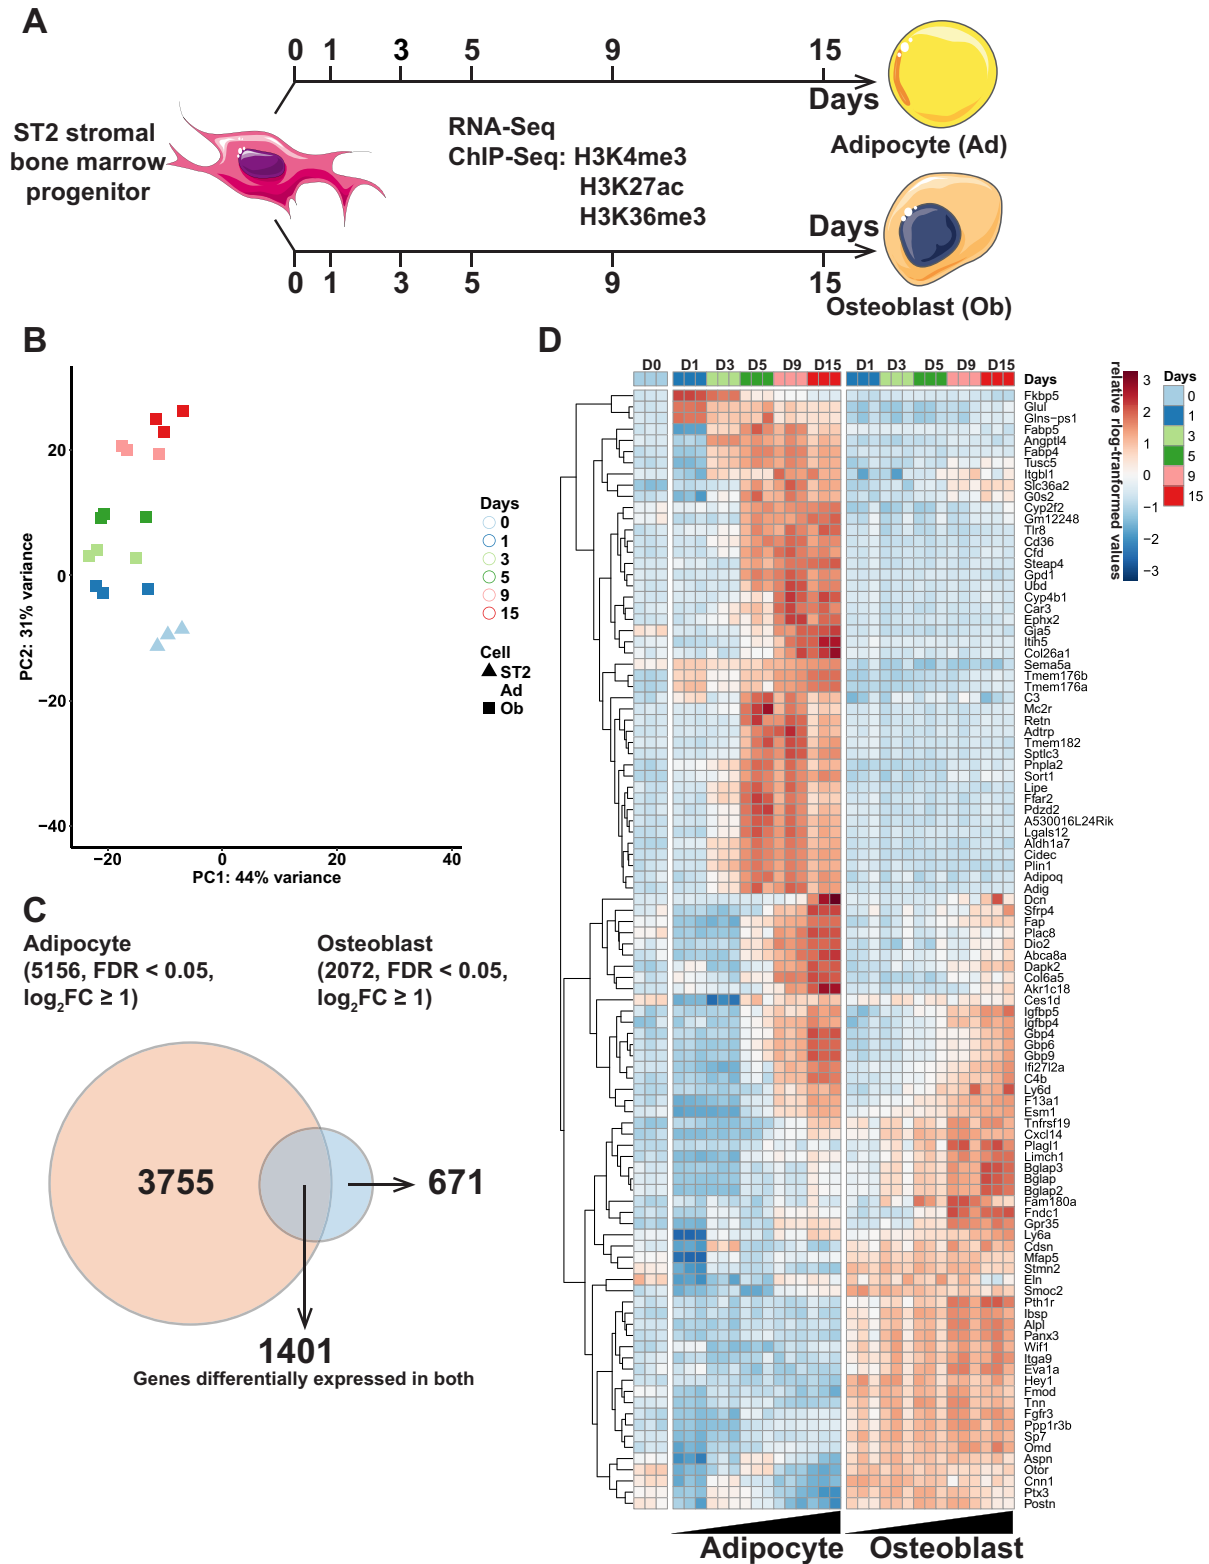 A
0 1 3 5 9 15
Days
Adipocyte (Ad)
ST2 stromal
bone marrow
progenitor
RNA-Seq
ChIP-Seq: H3K4me3
H3K27ac
H3K36me3
Days
0 1 3 5 9 15
Osteoblast (Ob)
B
20
0
−20
−40
PC2: 31% variance
−20 0 20 40
PC1: 44% variance
Days
0
1
3
5
9
15
Cell
ST2
Ad
Ob
C
Adipocyte
(5156, FDR < 0.05,
log2FC ≥ 1)
Osteoblast
(2072, FDR < 0.05,
log2FC ≥ 1)
3755
671
1401
Genes differentially expressed in both
D
D0 D1 D3 D5 D9 D15 D1 D3 D5 D9 D15
Days
Fkbp5
Glul
Glns−ps1
Fabp5
Angptl4
Fabp4
Tusc5
Itgbl1
Slc36a2
G0s2
Cyp2f2
Gm12248
Tlr8
Cd36
Cfd
Steap4
Gpd1
Ubd
Cyp4b1
Car3
Ephx2
Gja5
Itih5
Col26a1
Sema5a
Tmem176b
Tmem176a
C3
Mc2r
Retn
Adtrp
Tmem182
Sptlc3
Pnpla2
Sort1
Lipe
Ffar2
Pdzd2
A530016L24Rik
Lgals12
Aldh1a7
Cidec
Plin1
Adipoq
Adig
Dcn
Sfrp4
Fap
Plac8
Dio2
Abca8a
Dapk2
Col6a5
Akr1c18
Ces1d
Igfbp5
Igfbp4
Gbp4
Gbp6
Gbp9
Ifi27l2a
C4b
Ly6d
F13a1
Esm1
Tnfrsf19
Cxcl14
Plagl1
Limch1
Bglap3
Bglap
Bglap2
Fam180a
Fndc1
Gpr35
Ly6a
Cdsn
Mfap5
Stmn2
Eln
Smoc2
Pth1r
Ibsp
Alpl
Panx3
Wif1
Itga9
Eva1a
Hey1
Fmod
Tnn
Fgfr3
Ppp1r3b
Sp7
Omd
Aspn
Otor
Cnn1
Ptx3
Postn
Adipocyte Osteoblast
relative rlog-tranformed values
3
2
1
0
−1
−2
−3
Days
0
1
3
5
9
15